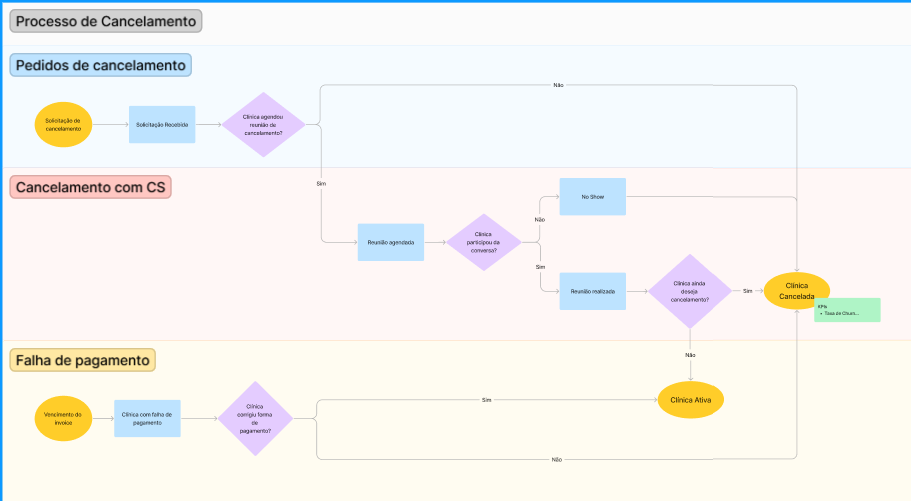 Processo de Cancelamento
Pedidos de cancelamento
Não
Solicitação de
cancelamento
Solicitação Recebida
Clínica agendou
reunião de
cancelamento?
Sim
Cancelamento com CS
Reunião agendada
Clínica
participou da
conversa?
Não
No Show
Sim
Reunião realizada
Clínica ainda
deseja
cancelamento?
Sim
Clínica
Cancelada
KPIs
• Taxa de Churn...
Não
Falha de pagamento
Vencimento do
invoice
Clínica com falha de
pagamento
Clínica
corrigiu forma
de
pagamento?
Sim
Clínica Ativa
Não